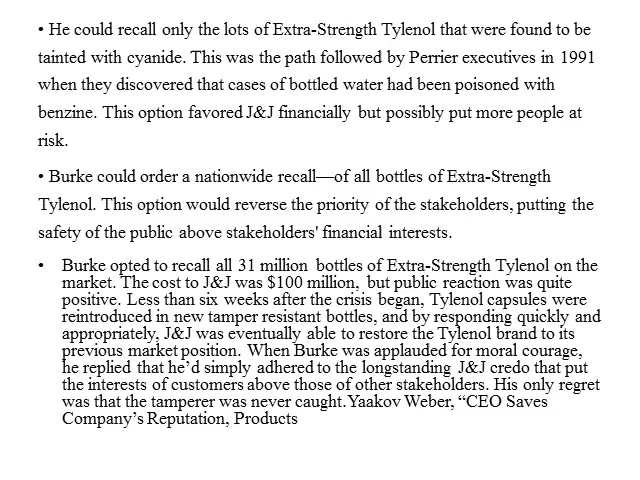 • He could recall only the lots of Extra-Strength Tylenol that were found to be
tainted with cyanide. This was the path followed by Perrier executives in 1991
when they discovered that cases of bottled water had been poisoned with
benzine. This option favored J&J financially but possibly put more people at
risk.
• Burke could order a nationwide recall—of all bottles of Extra-Strength
Tylenol. This option would reverse the priority of the stakeholders, putting the
safety of the public above stakeholders' financial interests.
• Burke opted to recall all 31 million bottles of Extra-Strength Tylenol on the
market. The cost to J&J was $100 million, but public reaction was quite
positive. Less than six weeks after the crisis began, Tylenol capsules were
reintroduced in new tamper resistant bottles, and by responding quickly and
appropriately, J&J was eventually able to restore the Tylenol brand to its
previous market position. When Burke was applauded for moral courage,
he replied that he’d simply adhered to the longstanding J&J credo that put
the interests of customers above those of other stakeholders. His only regret
was that the tamperer was never caught.Yaakov Weber, “CEO Saves
Company’s Reputation, Products